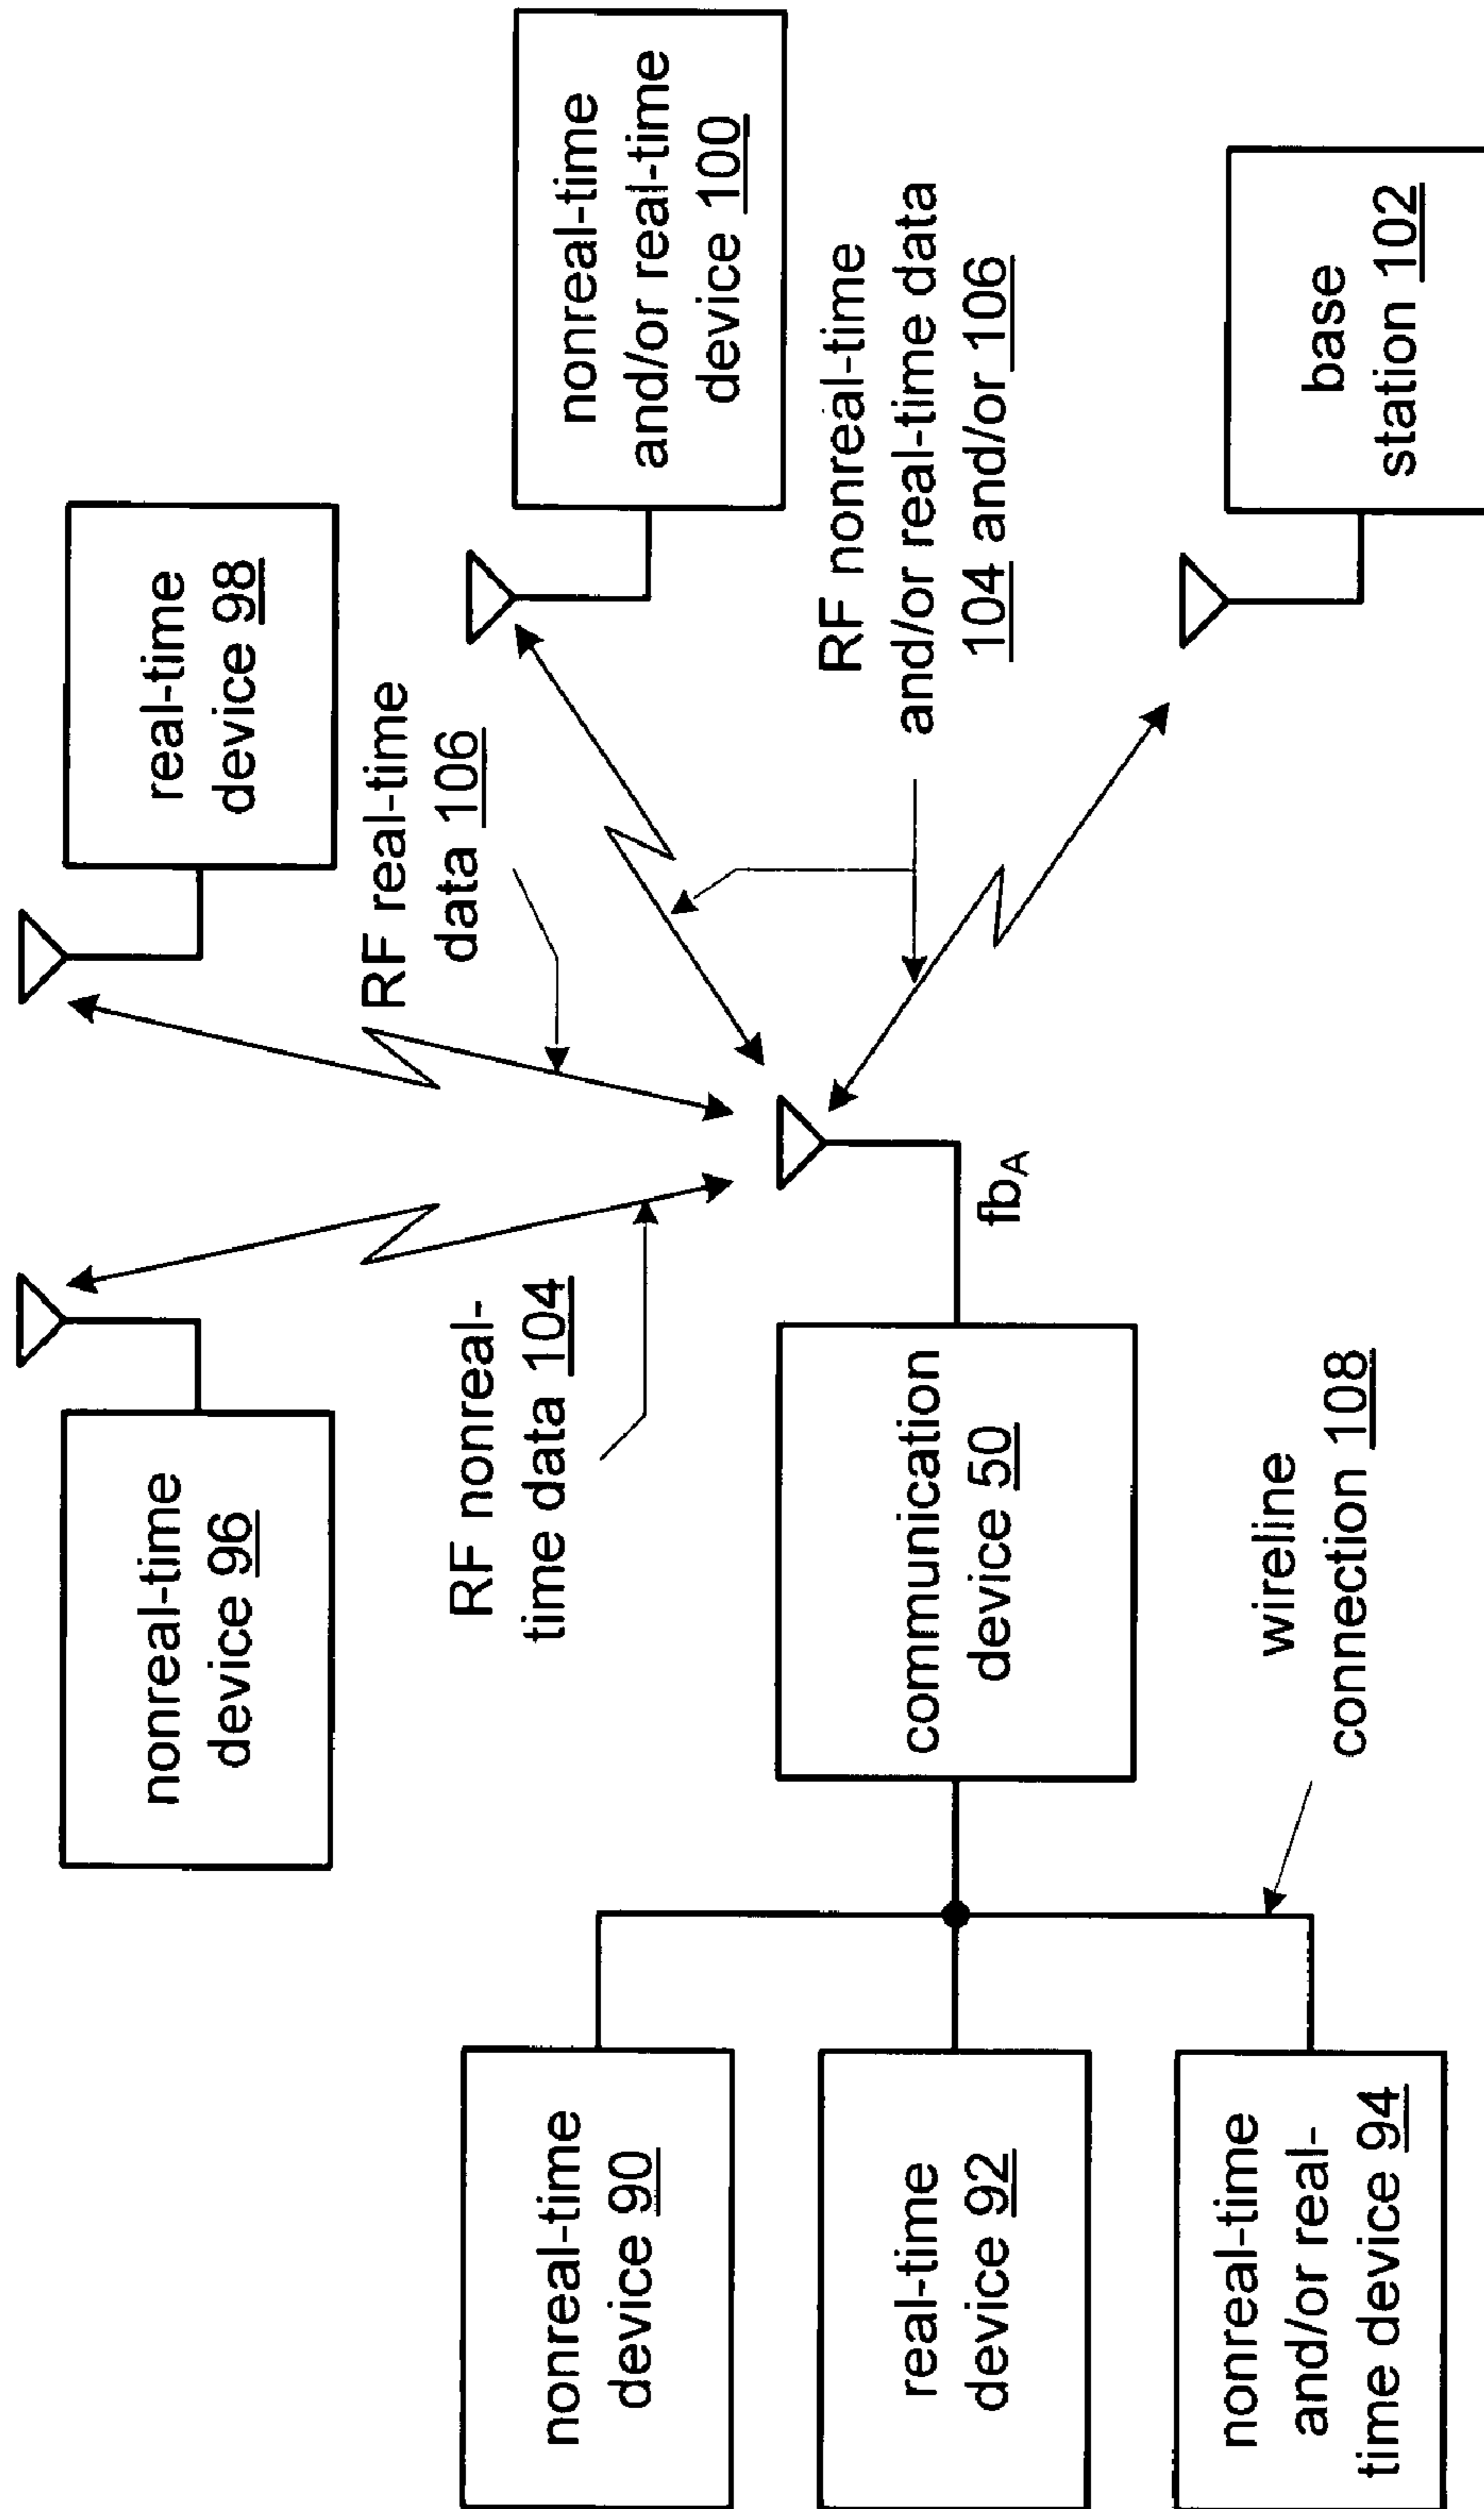 nonreal-time
device 96
real-time
device 98
RF nonreal-
time data 104
RF real-time
data 106
nonreal-time
and/or real-time
device 100
nonreal-time
device 90
communication
device 50
fbA
RF nonreal-time
and/or real-time data
104 and/or 106
real-time
device 92
wireline
connection 108
nonreal-time
and/or real-
time device 94
base
station 102